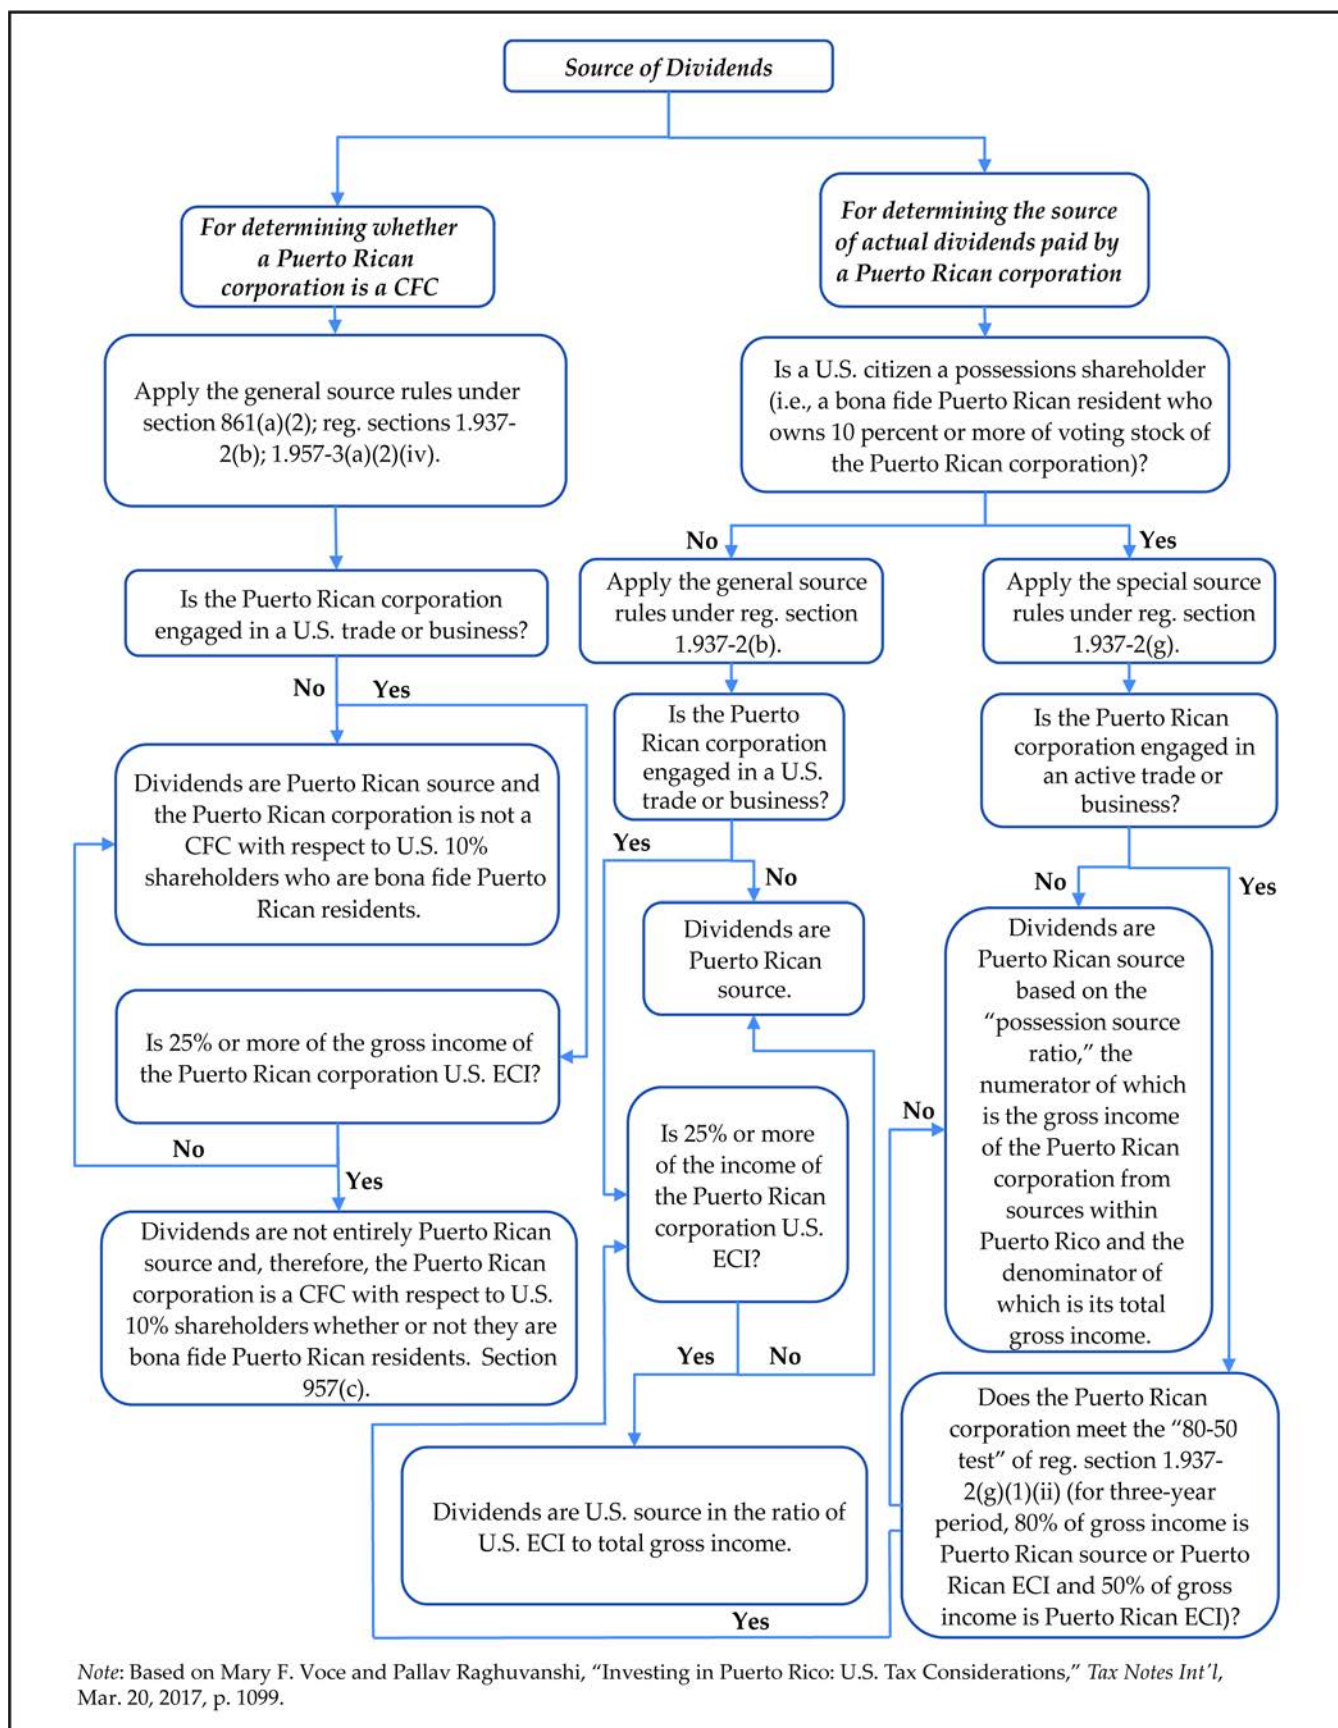 Source of Dividends
For determining whether
a Puerto Rican
corporation is a CFC
For determining the source
of actual dividends paid by
a Puerto Rican corporation
Apply the general source rules under
section 861(a)(2); reg. sections 1.937-
2(b); 1.957-3(a)(2)(iv).
Is a U.S. citizen a possessions shareholder
(i.e., a bona fide Puerto Rican resident who
owns 10 percent or more of voting stock of
the Puerto Rican corporation)?
No
Yes
Is the Puerto Rican corporation
engaged in a U.S. trade or business?
Apply the general source
rules under reg. section
1.937-2(b).
Apply the special source
rules under reg. section
1.937-2(g).
No
Yes
Is the Puerto
Rican corporation
engaged in a U.S.
trade or business?
Is the Puerto Rican
corporation engaged in
an active trade or
business?
Dividends are Puerto Rican source and
the Puerto Rican corporation is not a
CFC with respect to U.S. 10%
shareholders who are bona fide Puerto
Rican residents.
Yes
No
No
Yes
Dividends are
Puerto Rican
source.
Dividends are
Puerto Rican source
based on the
“possession source
ratio,” the
numerator of which
is the gross income
of the Puerto Rican
corporation from
sources within
Puerto Rico and the
denominator of
which is its total
gross income.
Is 25% or more of the gross income of
the Puerto Rican corporation U.S. ECI?
No
Yes
Is 25% or more
of the income of
the Puerto Rican
corporation U.S.
ECI?
No
Dividends are not entirely Puerto Rican
source and, therefore, the Puerto Rican
corporation is a CFC with respect to U.S.
10% shareholders whether or not they are
bona fide Puerto Rican residents. Section
957(c).
Yes
No
Does the Puerto Rican
corporation meet the “80-50
test” of reg. section 1.937-
2(g)(1)(ii) (for three-year
period, 80% of gross income is
Puerto Rican source or Puerto
Rican ECI and 50% of gross
income is Puerto Rican ECI)?
Dividends are U.S. source in the ratio of
U.S. ECI to total gross income.
Yes
Note: Based on Mary F. Voce and Pallav Raghuvanshi, “Investing in Puerto Rico: U.S. Tax Considerations,” Tax Notes Int’l,
Mar. 20, 2017, p. 1099.